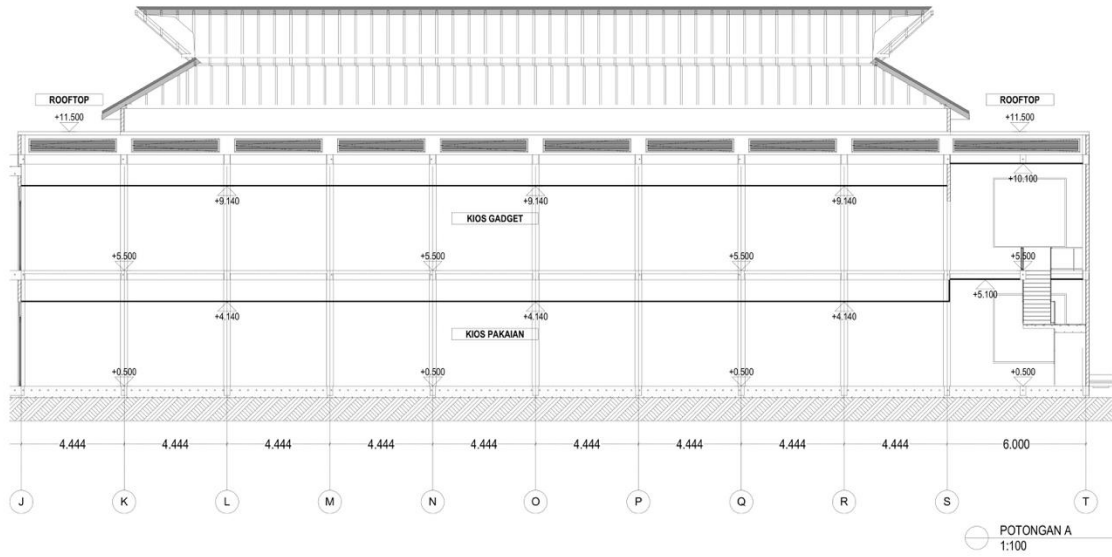 ROOFTOP
ROOFTOP
+11.500
+11.500
+10.100
+9.140
+9.140
+9.140
KIOS GADGET
+5.500
+5.500
+5.500
+5.500
+5.100
+4.140
+4.140
+4.140
KIOS PAKAIAN
+0.500
+0.500
+0.500
+0.500
4.444 4.444 4.444 4.444 4.444 4.444 4.444 4.444 4.444 6.000
J K L M N O P Q R S T
POTONGAN A
1:100